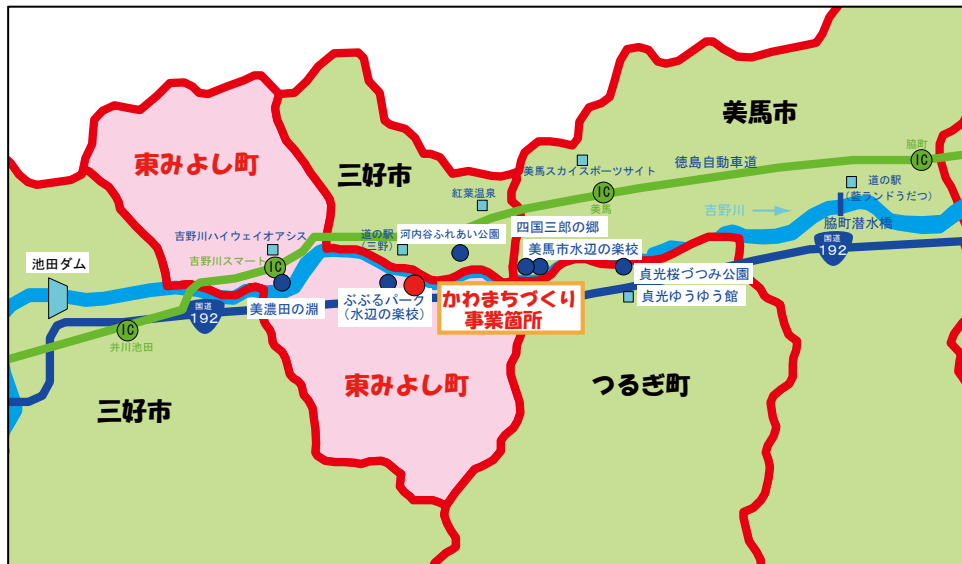 美馬市
脇町
IC
東みよし町
三好市
美馬スカイスポーツサイト
徳島自動車道
道の駅
(藍ランドうだつ)
紅葉温泉
IC
美馬
吉野川
脇町潜水橋
国道
192
吉野川ハイウェイオアシス
道の駅
(三野)
河内谷ふれあい公園
四国三郎の郷
美馬市水辺の楽校
池田ダム
吉野川スマート
IC
貞光桜づつみ公園
貞光ゆうゆう館
国道
192
美濃田の淵
ぶぶるパーク
(水辺の楽校)
かわまちづくり
事業箇所
IC
井川池田
三好市
東みよし町
つるぎ町